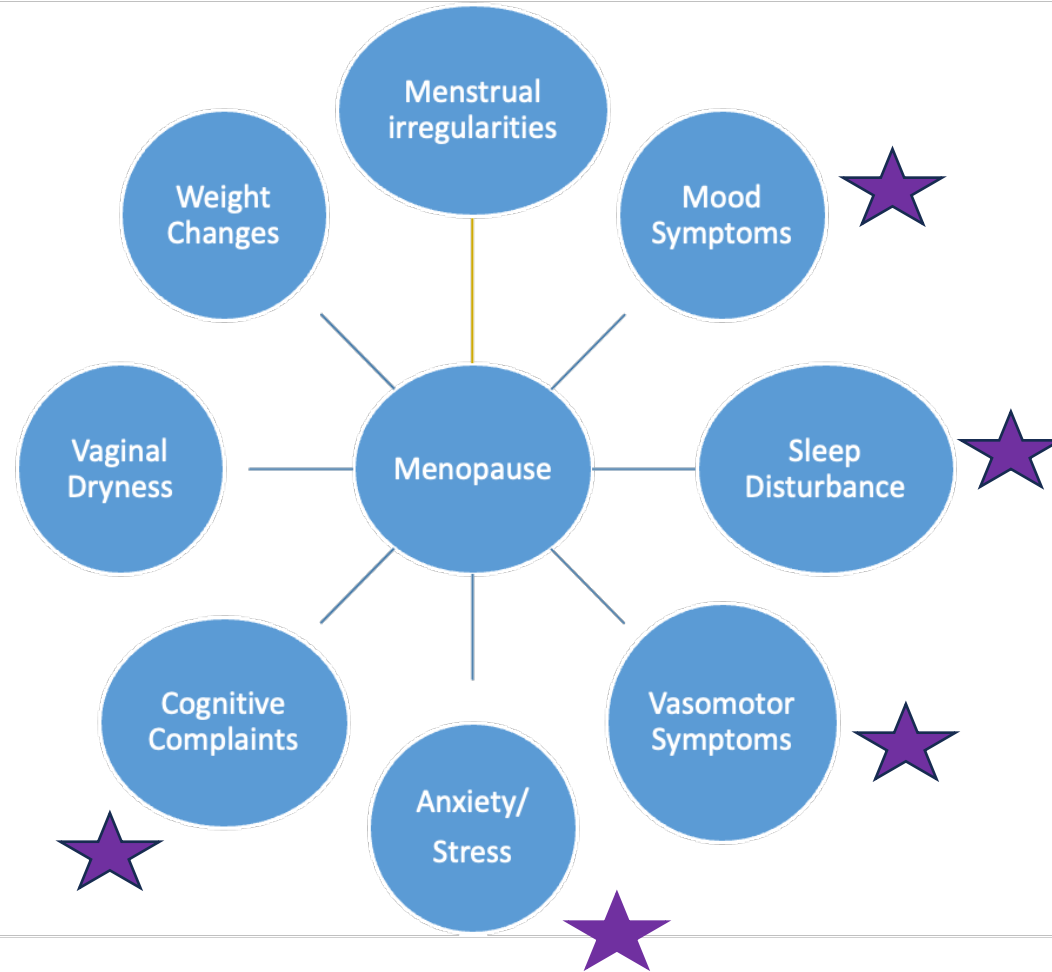 Menstrual
irregularities
Mood
Symptoms
Sleep
Disturbance
Vasomotor
Symptoms
Anxiety/
Stress
Cognitive
Complaints
Vaginal
Dryness
Weight
Changes
Menopause